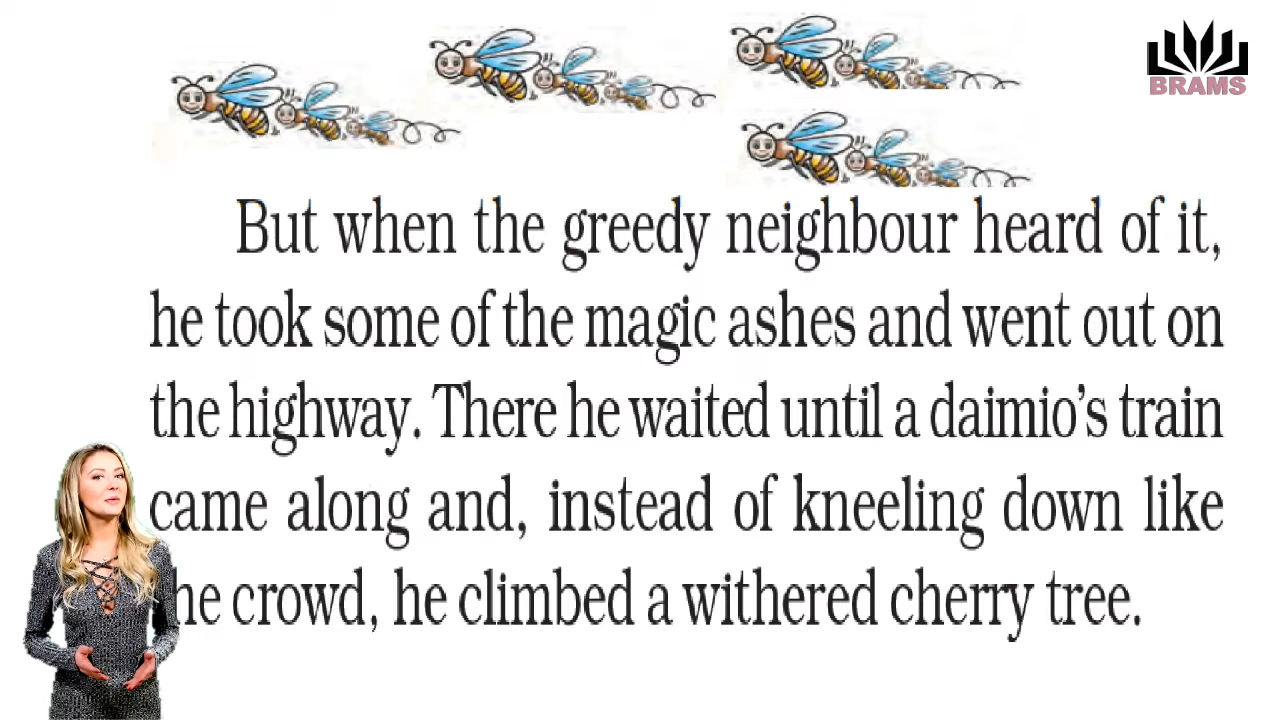 BRAMS
But when the greedy neighbour heard of it,
he took some of the magic ashes and went out on
the highway. There he waited until a daimio's train
came along and, instead of kneeling down like
the crowd, he climbed a withered cherry tree.